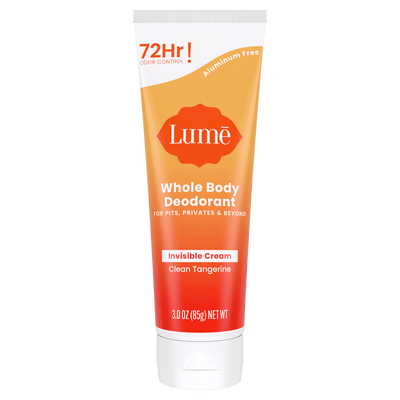 72Hr!
ODOR CONTROL
Aluminum Free
Lumē
Whole Body
Deodorant
FOR PITS, PRIVATES & BEYOND
Invisible Cream
Clean Tangerine
3.0 OZ (85g) NET WT